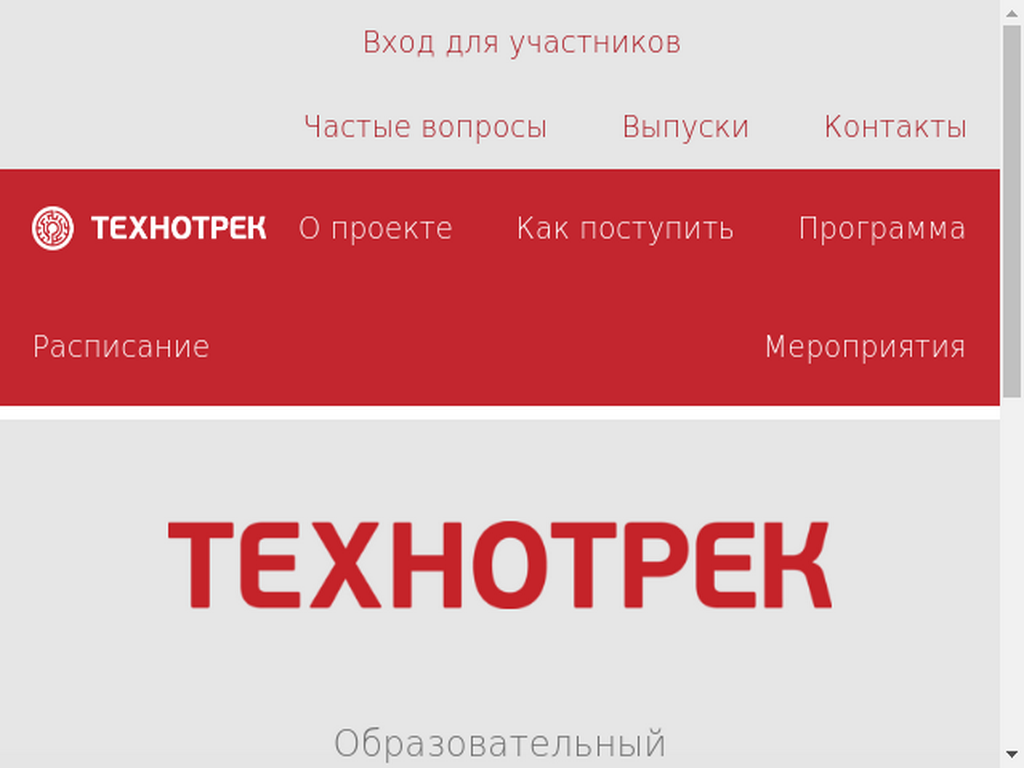 Вход для участников
Частые вопросы Выпуски Контакты
ТЕХНОТРЕК О проекте Как поступить Программа
Расписание Мероприятия
ТЕХНОТРЕК
Образовательный